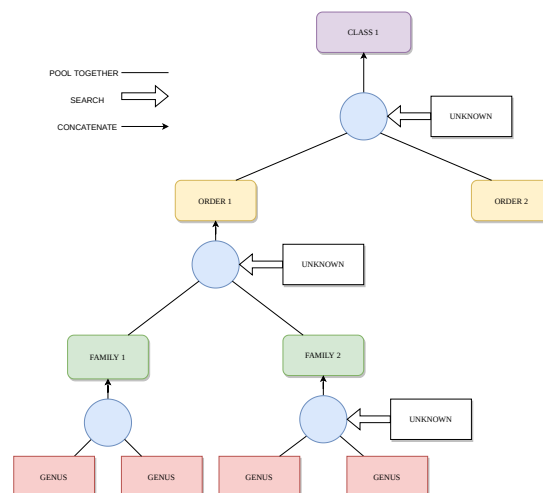 CLASS 1
POOL TOGETHER
SEARCH
UNKNOWN
CONCATENATE
ORDER 1
ORDER 2
UNKNOWN
FAMILY 1
FAMILY 2
UNKNOWN
GENUS
GENUS
GENUS
GENUS